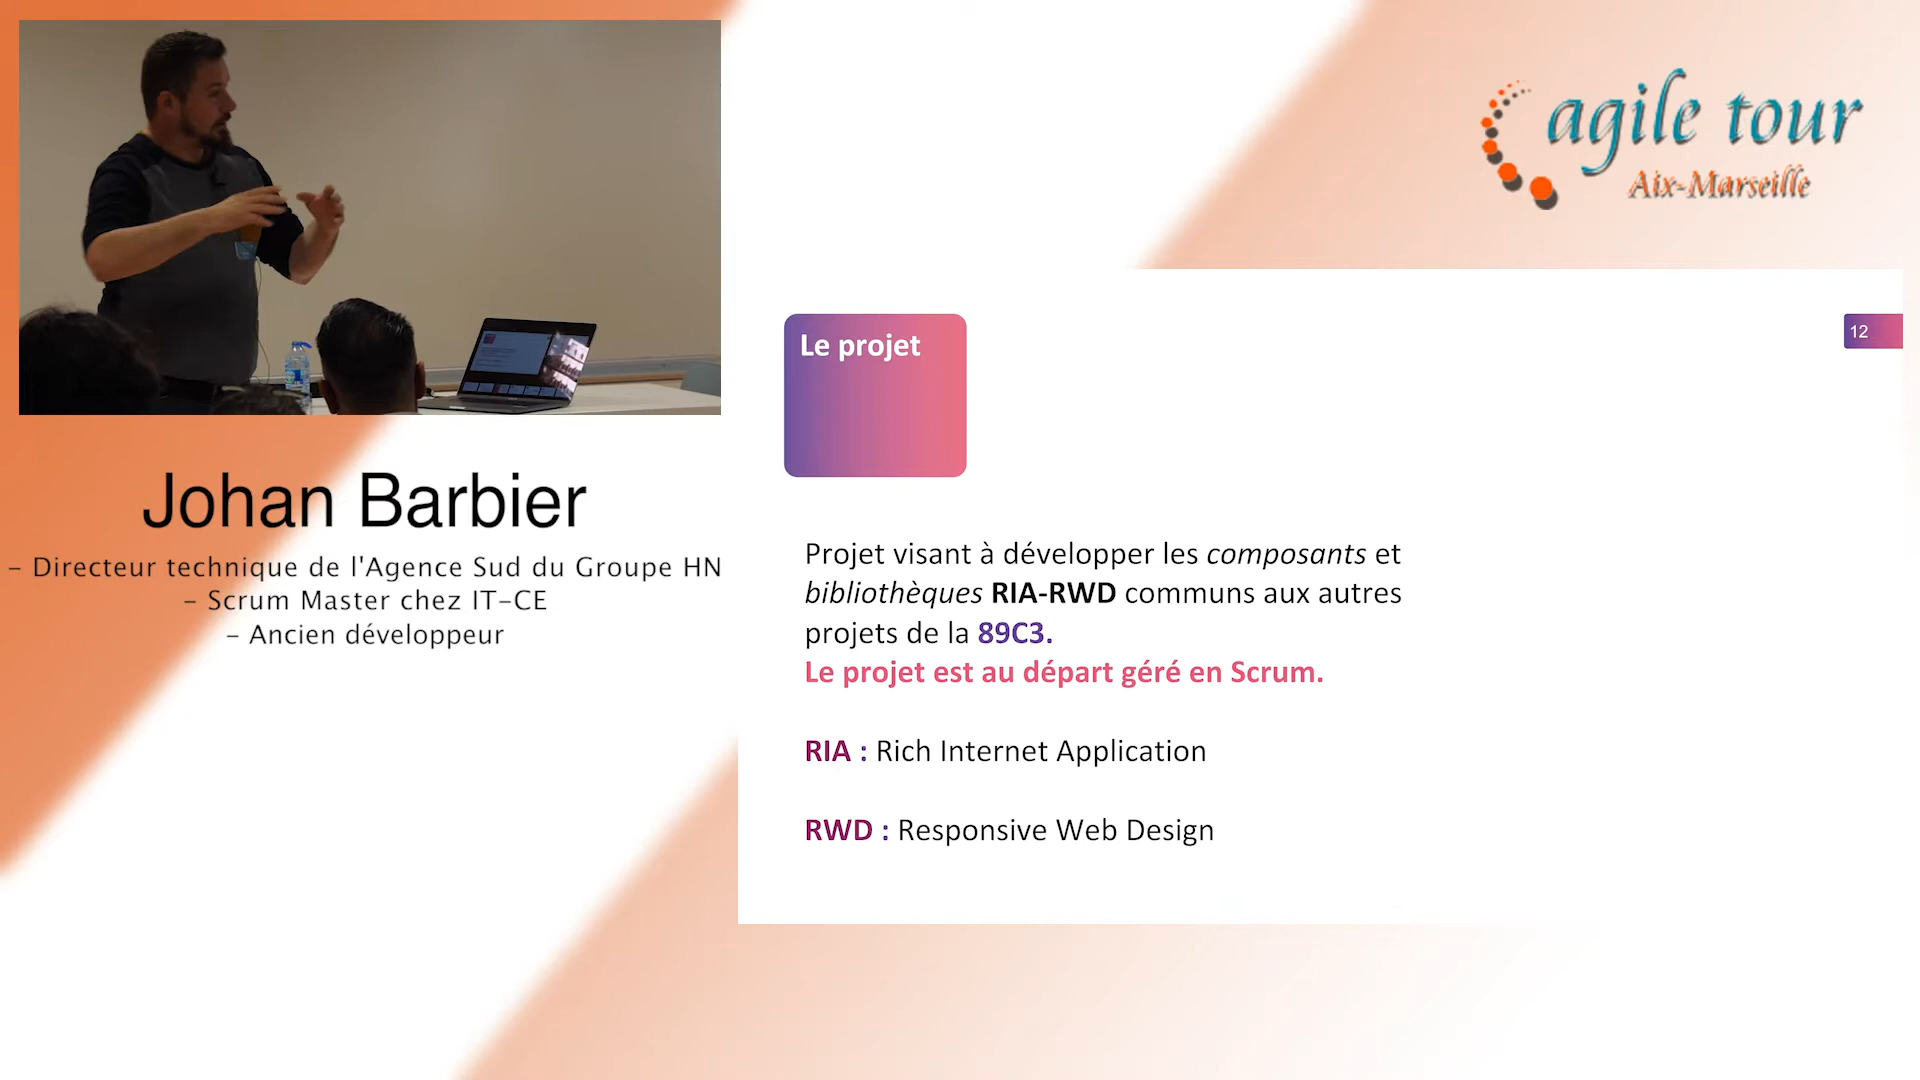 agile tour
Aix-Marseille
Le projet
12
Johan Barbier
- Directeur technique de l'Agence Sud du Groupe HN
- Scrum Master chez IT-CE
- Ancien développeur
Projet visant à développer les composants et
bibliothèques RIA-RWD communs aux autres
projets de la 89C3.
Le projet est au départ géré en Scrum.
RIA : Rich Internet Application
RWD : Responsive Web Design